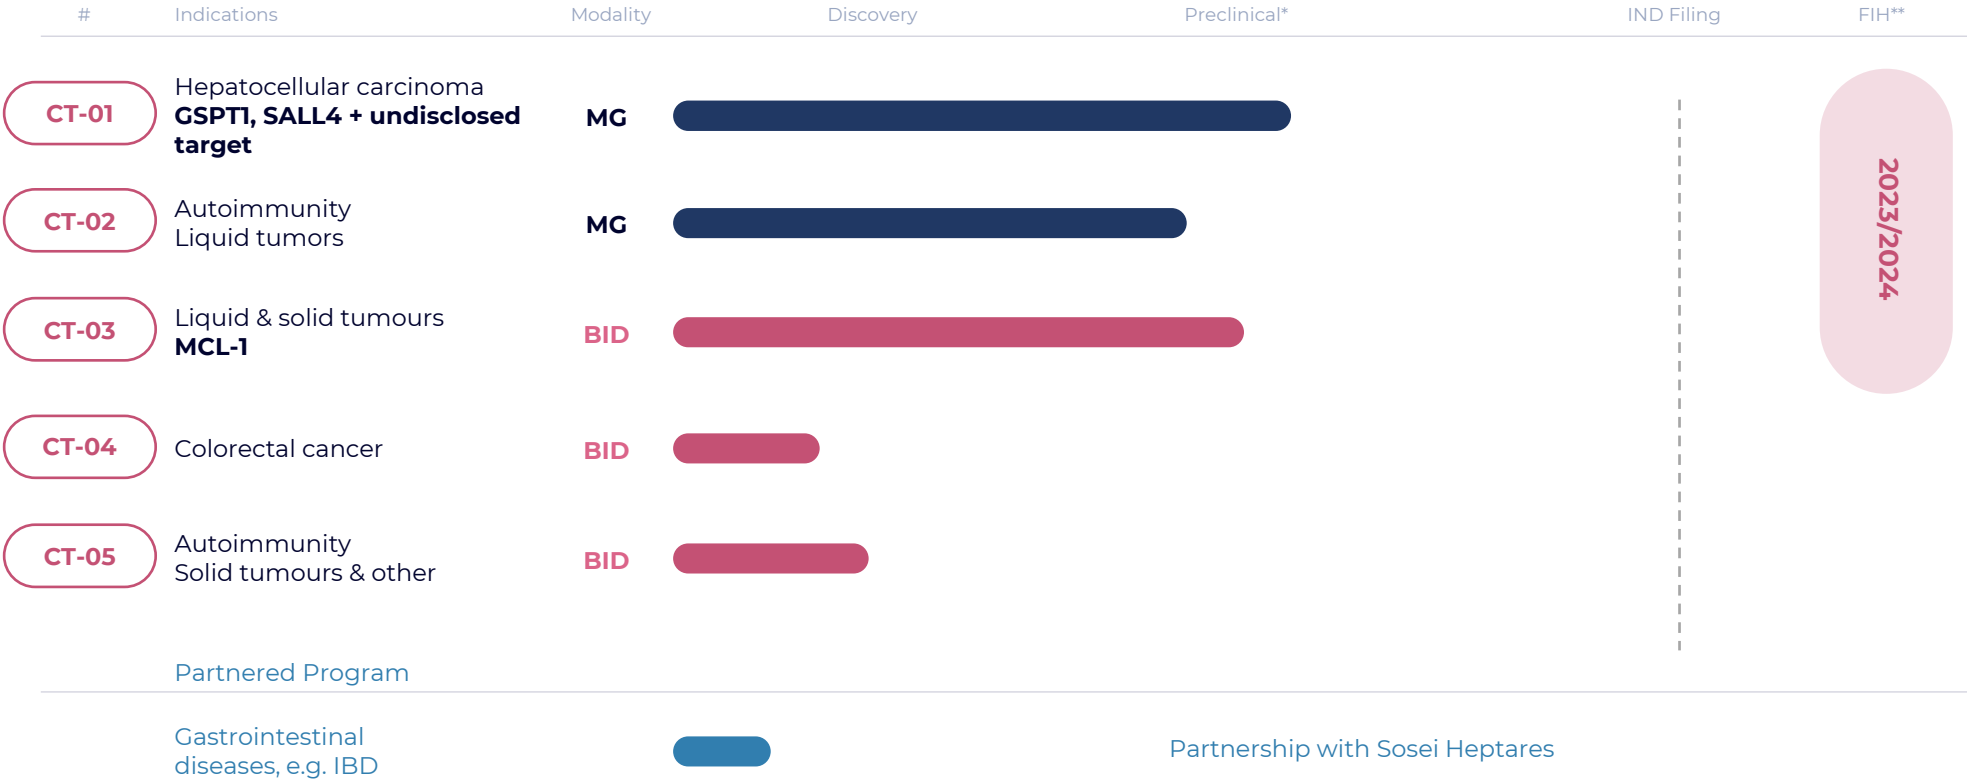 # Indications Modality Discovery Preclinical* IND Filing FIH**
CT-01
Hepatocellular carcinoma
GSPT1, SALL4 + undisclosed
target
MG
CT-02
Autoimmunity
Liquid tumors
MG
CT-03
Liquid & solid tumours
MCL-1
BID
2023/2024
CT-04
Colorectal cancer
BID
CT-05
Autoimmunity
Solid tumours & other
BID
Partnered Program
Gastrointestinal
diseases, e.g. IBD
Partnership with Sosei Heptares